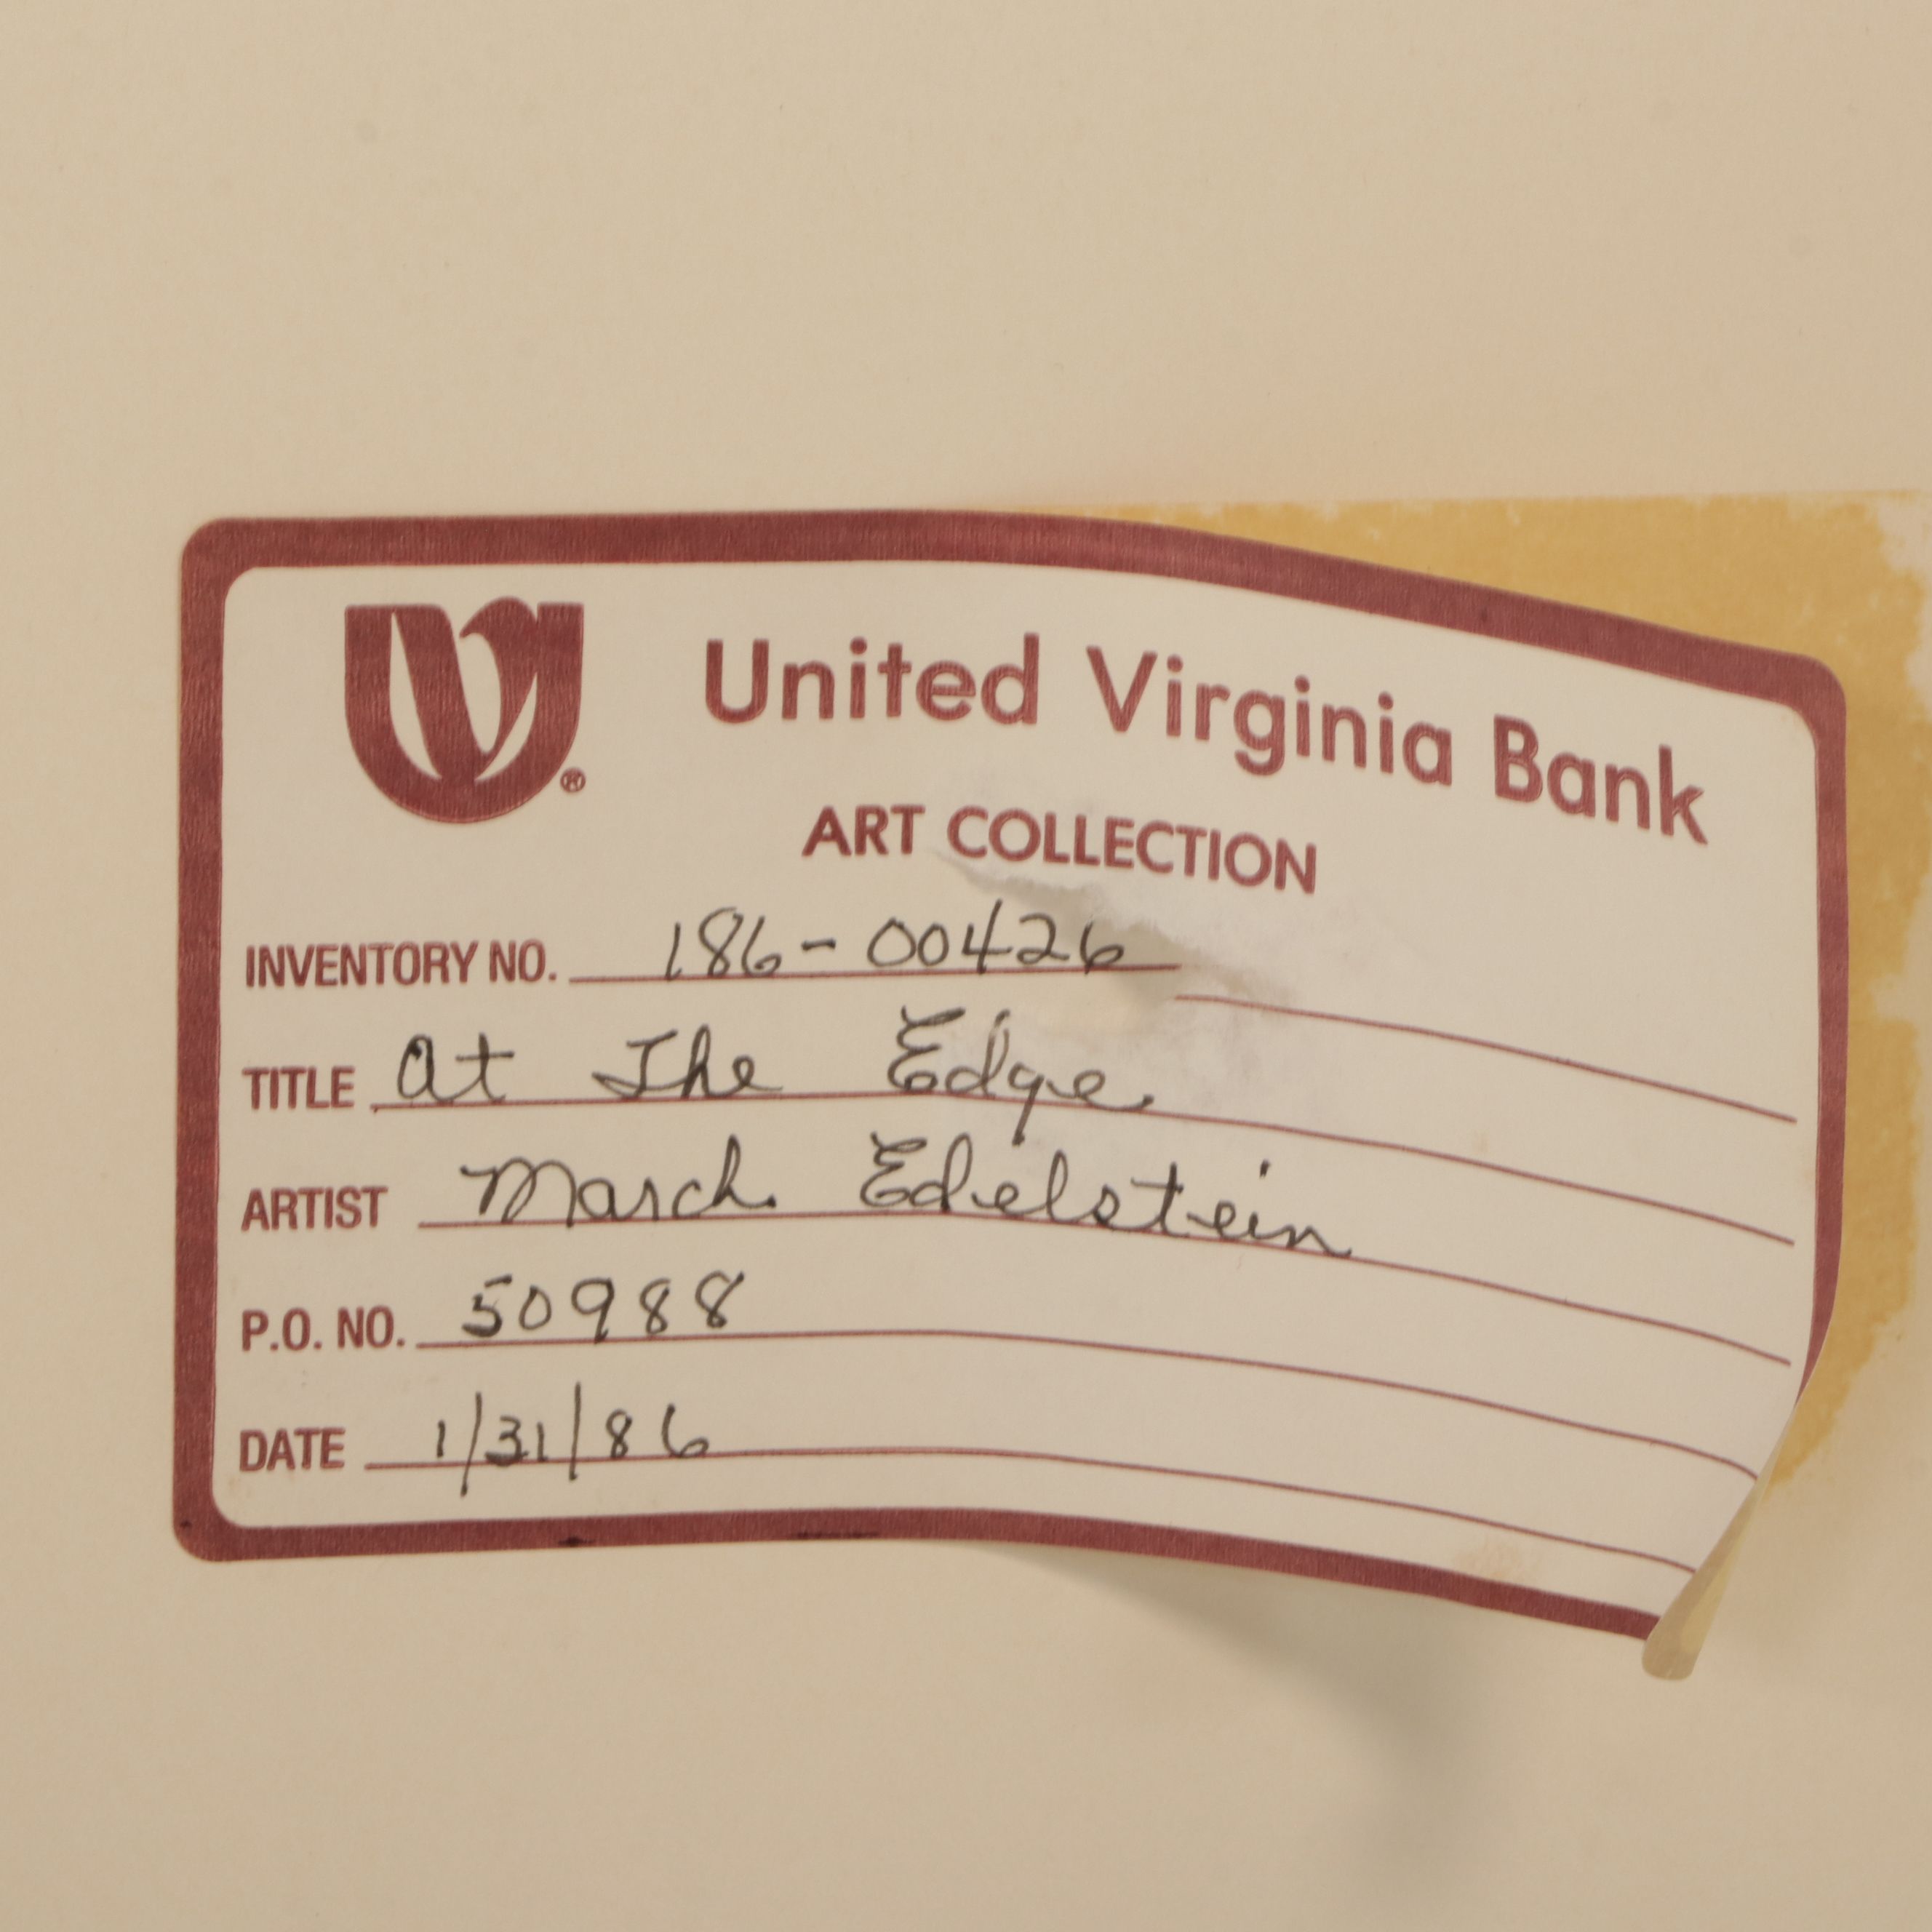 United Virginia Bank
ART COLLECTION
INVENTORY NO. 186-00426
TITLE At The Edge
ARTIST March Edelstein
P.O. NO. 50988
DATE 1/31/86